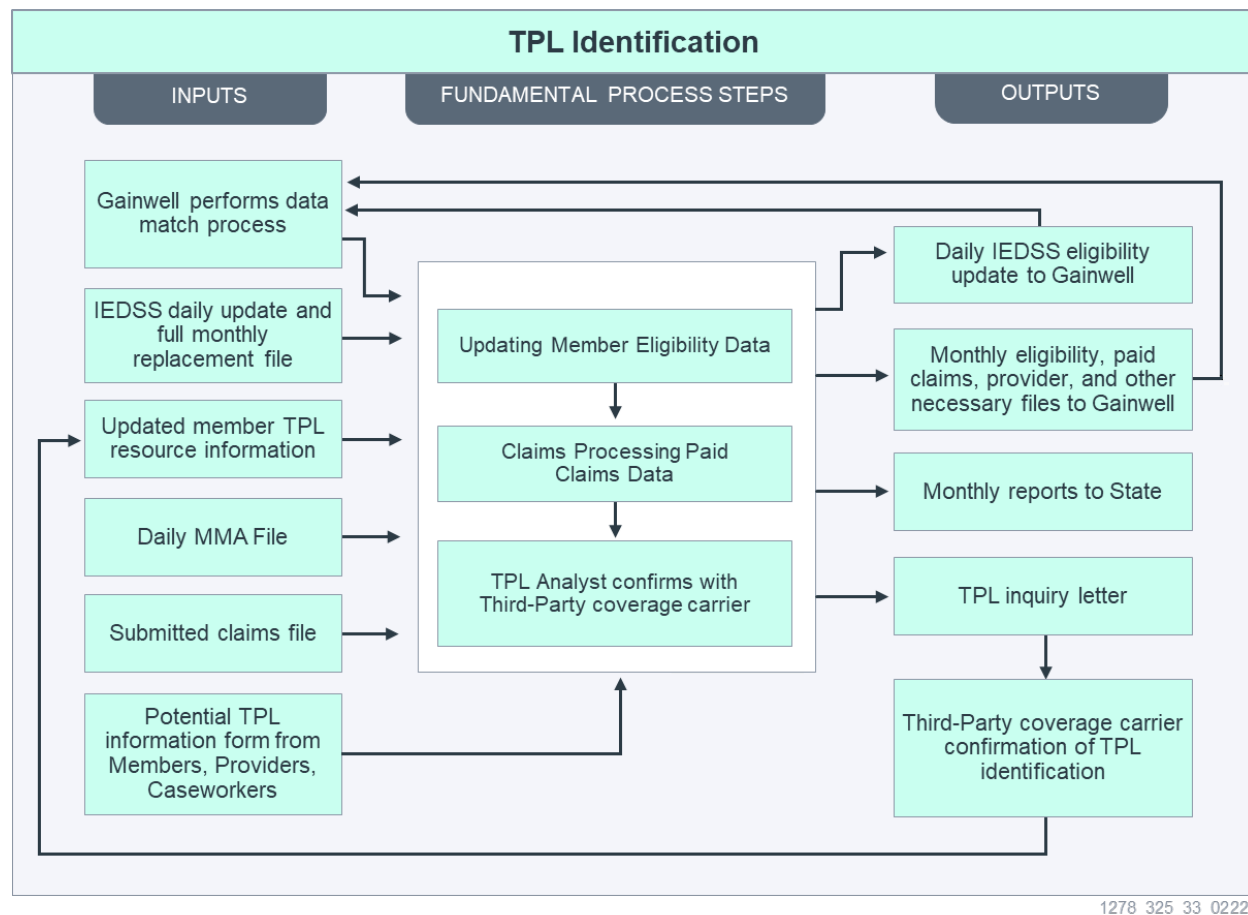 TPL Identification
INPUTS
FUNDAMENTAL PROCESS STEPS
OUTPUTS
Gainwell performs data
match process
IEDSS daily update and
full monthly
replacement file
Updated member TPL
resource information
Daily MMA File
Submitted claims file
Potential TPL
information form from
Members, Providers,
Caseworkers
Updating Member Eligibility Data
Claims Processing Paid
Claims Data
TPL Analyst confirms with
Third-Party coverage carrier
Daily IEDSS eligibility
update to Gainwell
Monthly eligibility, paid
claims, provider, and other
necessary files to Gainwell
Monthly reports to State
TPL inquiry letter
Third-Party coverage carrier
confirmation of TPL
identification
1278_325_33_0222